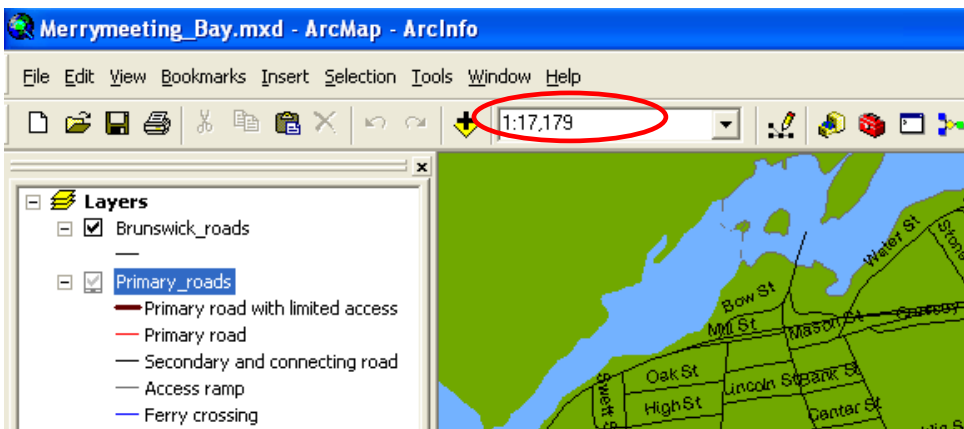 Merrymeeting_Bay.mxd - ArcMap - ArcInfo
File Edit View Bookmarks Insert Selection Tools Window Help
1:17,179
Layers
Brunswick_roads
Primary_roads
Primary road with limited access
Primary road
Secondary and connecting road
Access ramp
Ferry crossing
Water St
Bow St
Mill St
Mason St
Oak St
Lincoln St
Bank St
High St
Center St
Swett St